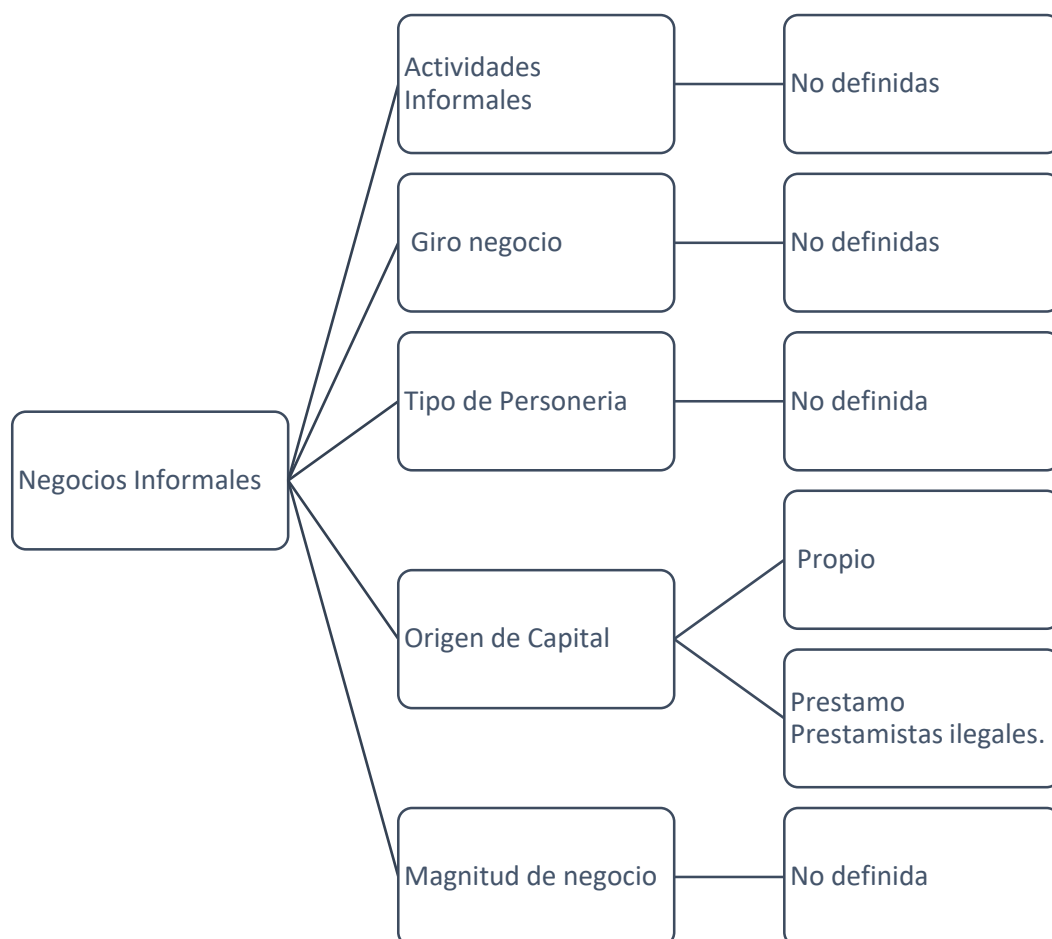 Negocios Informales
Actividades
Informales
No definidas
Giro negocio
No definidas
Tipo de Personeria
No definida
Origen de Capital
Propio
Prestamo
Prestamistas ilegales.
Magnitud de negocio
No definida